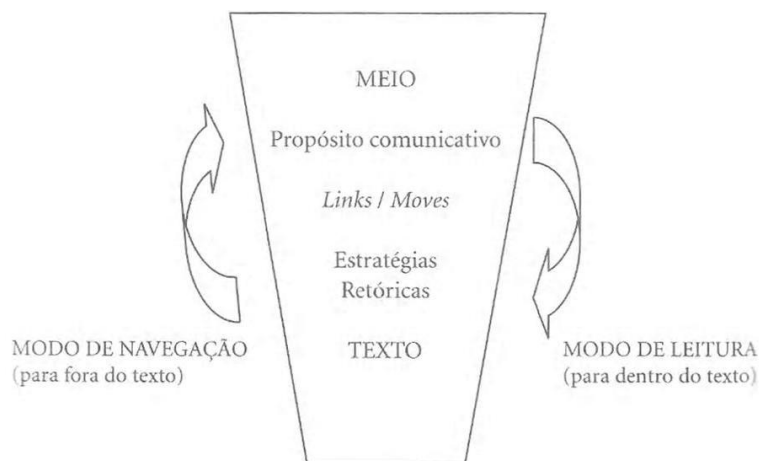 MEIO
Propósito comunicativo
Links / Moves
Estratégias
Retóricas
TEXTO
MODO DE NAVEGAÇÃO
(para fora do texto)
MODO DE LEITURA
(para dentro do texto)